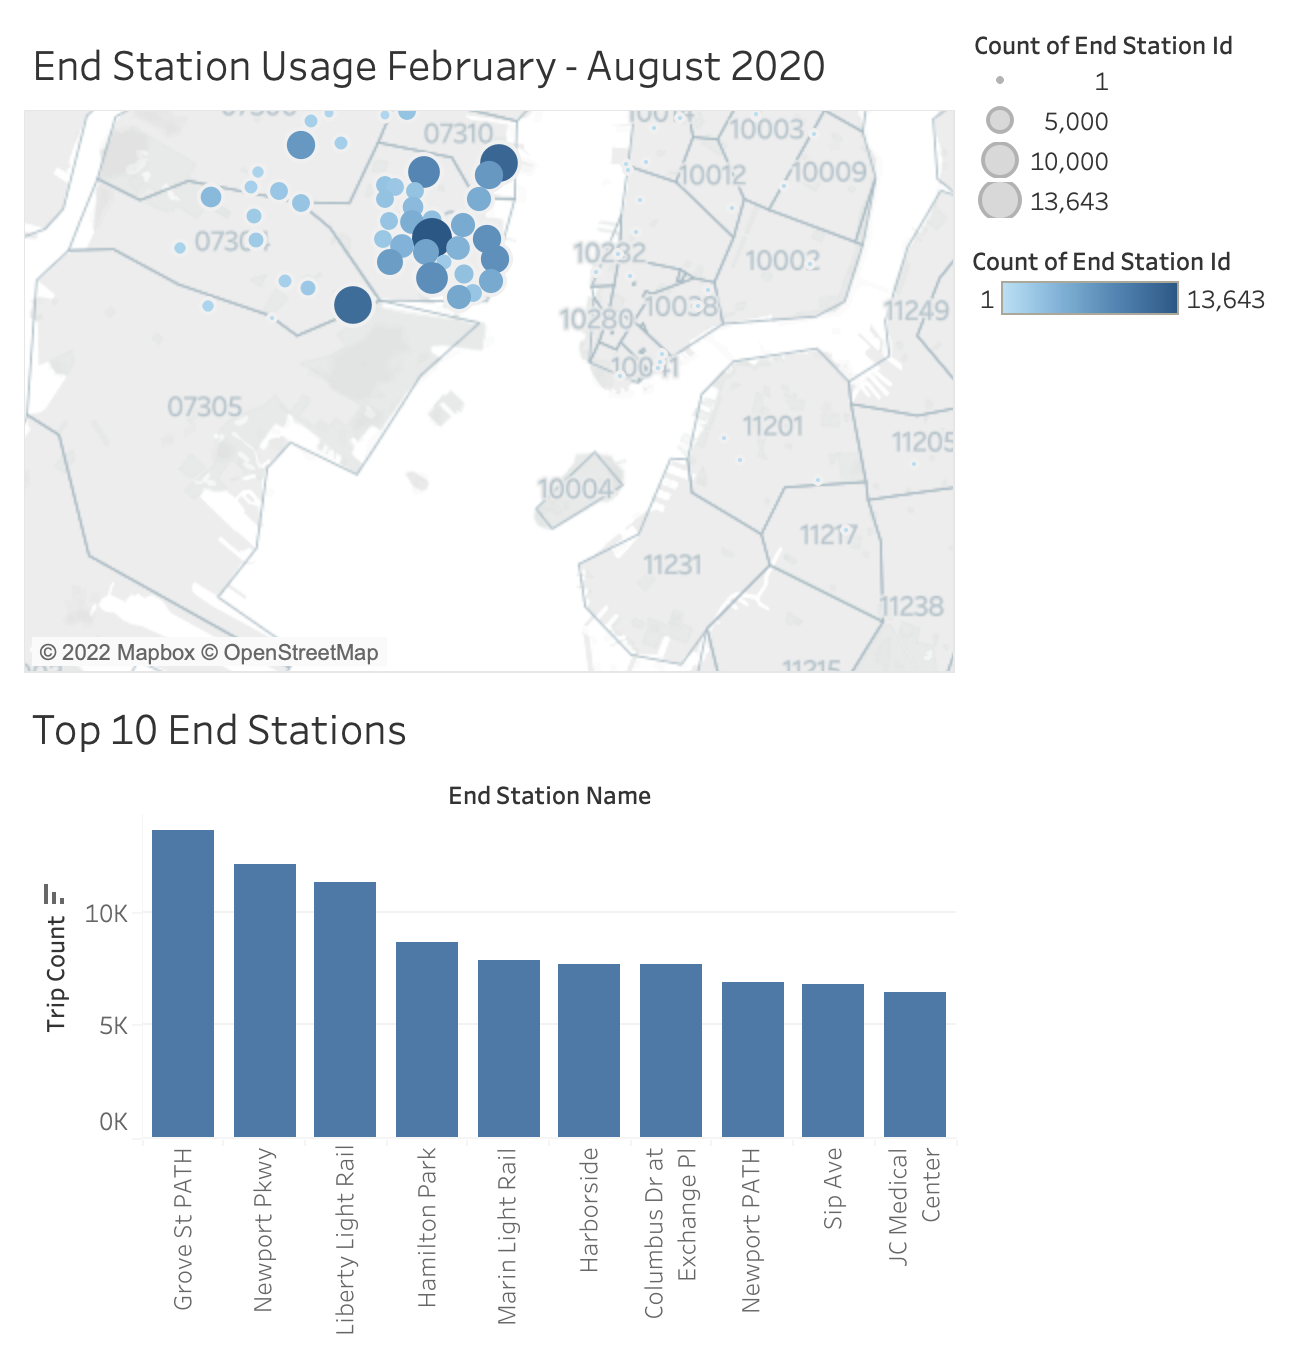 End Station Usage February - August 2020
Count of End Station Id
1
5,000
10,000
13,643
Count of End Station Id
1 13,643
07310
10003
10012
10009
07304
10282
10002
10038
10280
11249
10041
07305
11201
11205
10004
11217
11231
11238
11215
© 2022 Mapbox © OpenStreetMap
Top 10 End Stations
End Station Name
Trip Count
10K
5K
0K
Grove St PATH
Newport Pkwy
Liberty Light Rail
Hamilton Park
Marin Light Rail
Harborside
Columbus Dr at
Exchange Pl
Newport PATH
Sip Ave
JC Medical
Center